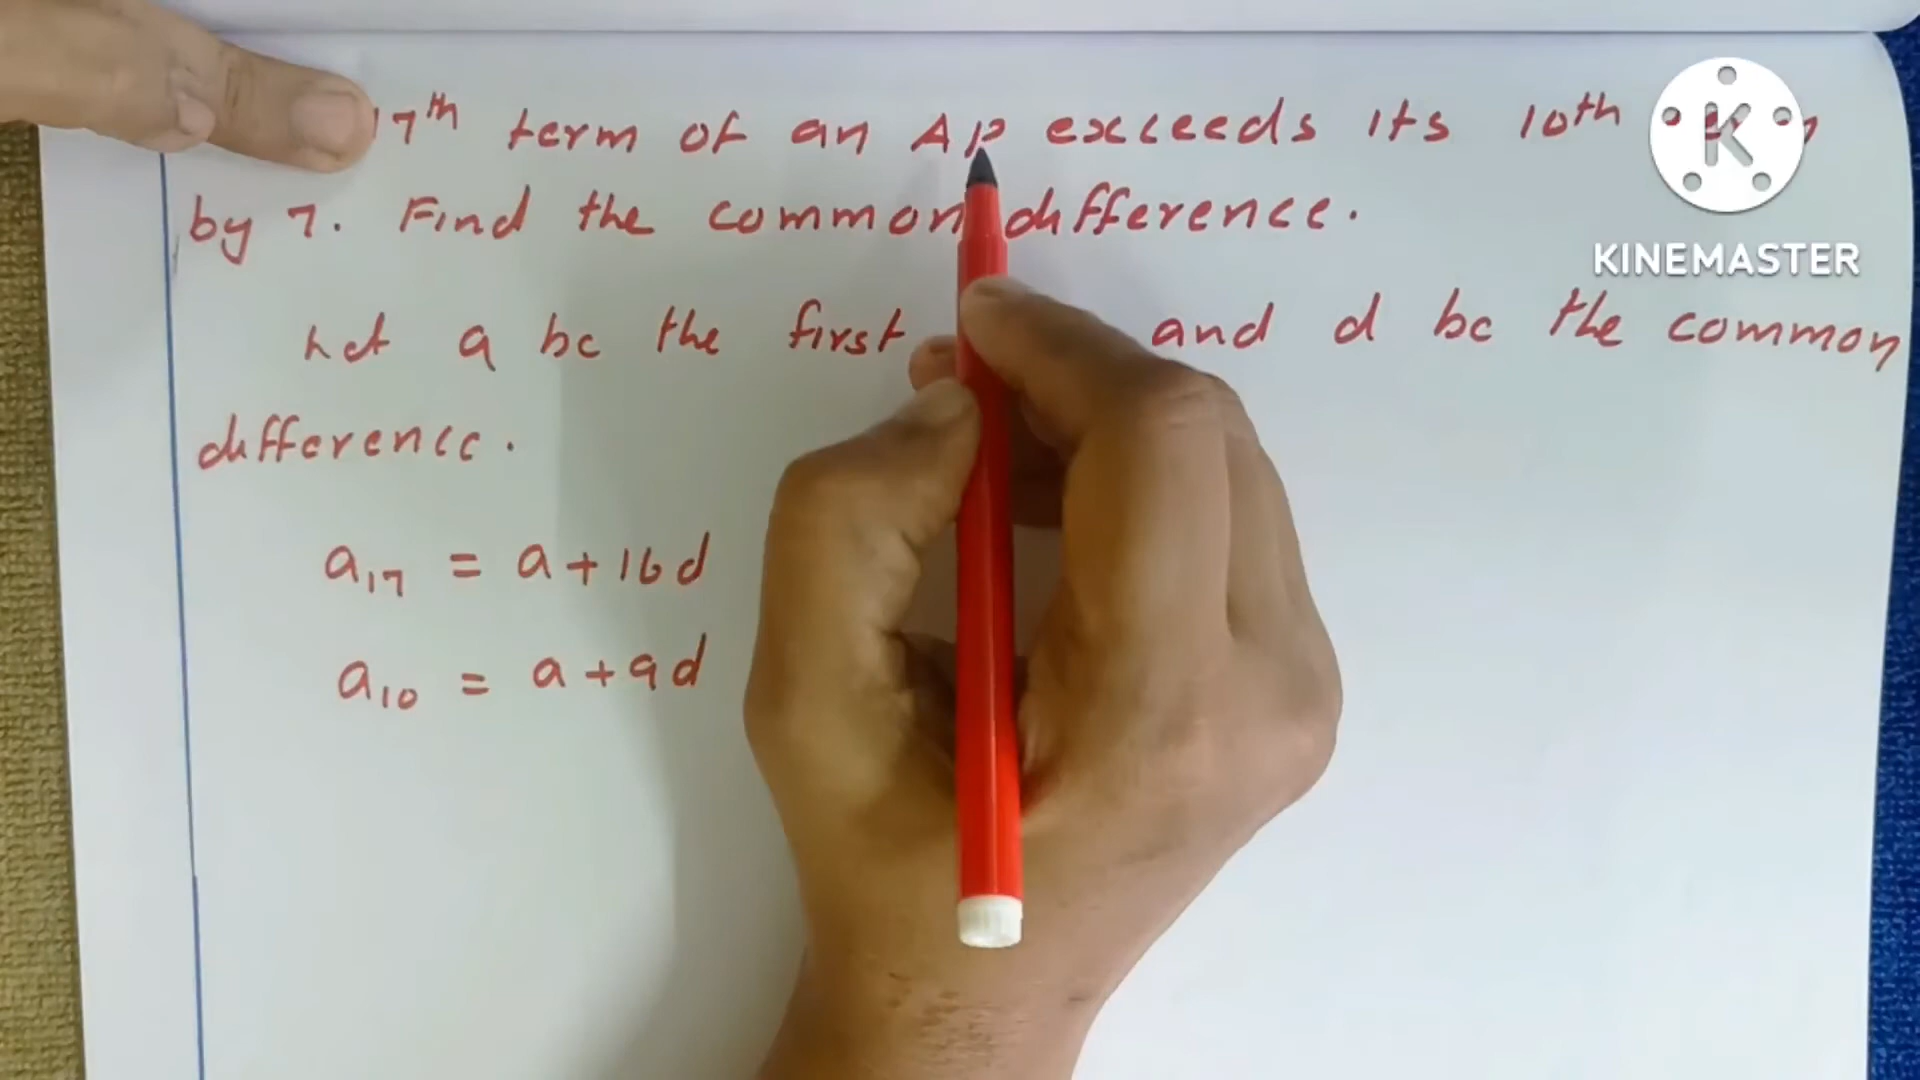 17th term of an AP exceeds its 10th
by 7. Find the common difference.
Let a be the first and d be the common
difference.
a₁₇ = a + 16d
a₁₀ = a + 9d
K
KINEMASTER